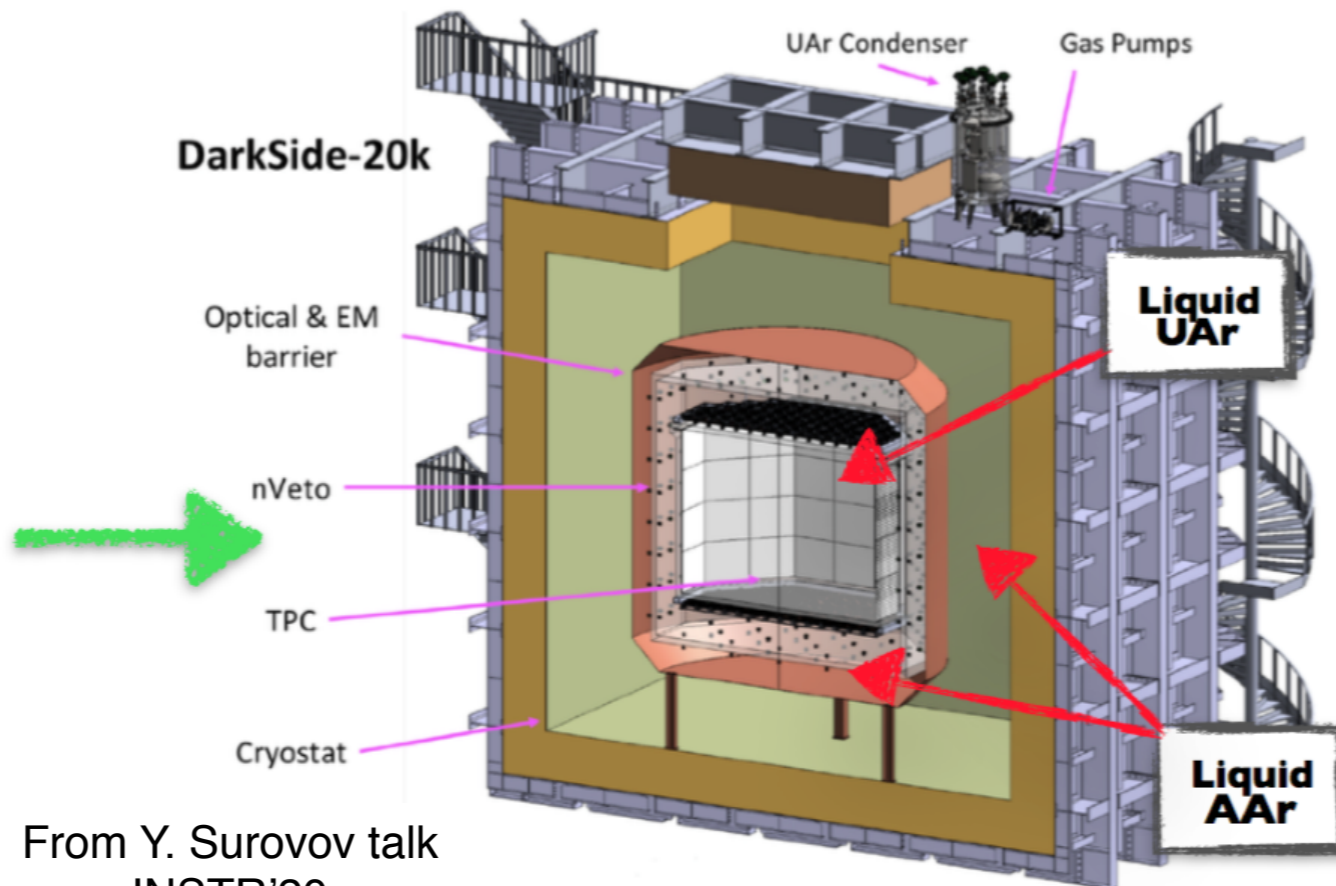 UAr Condenser
Gas Pumps
DarkSide-20k
Liquid
UAr
Optical & EM
barrier
nVeto
TPC
Cryostat
Liquid
AAr
From Y. Surovov talk